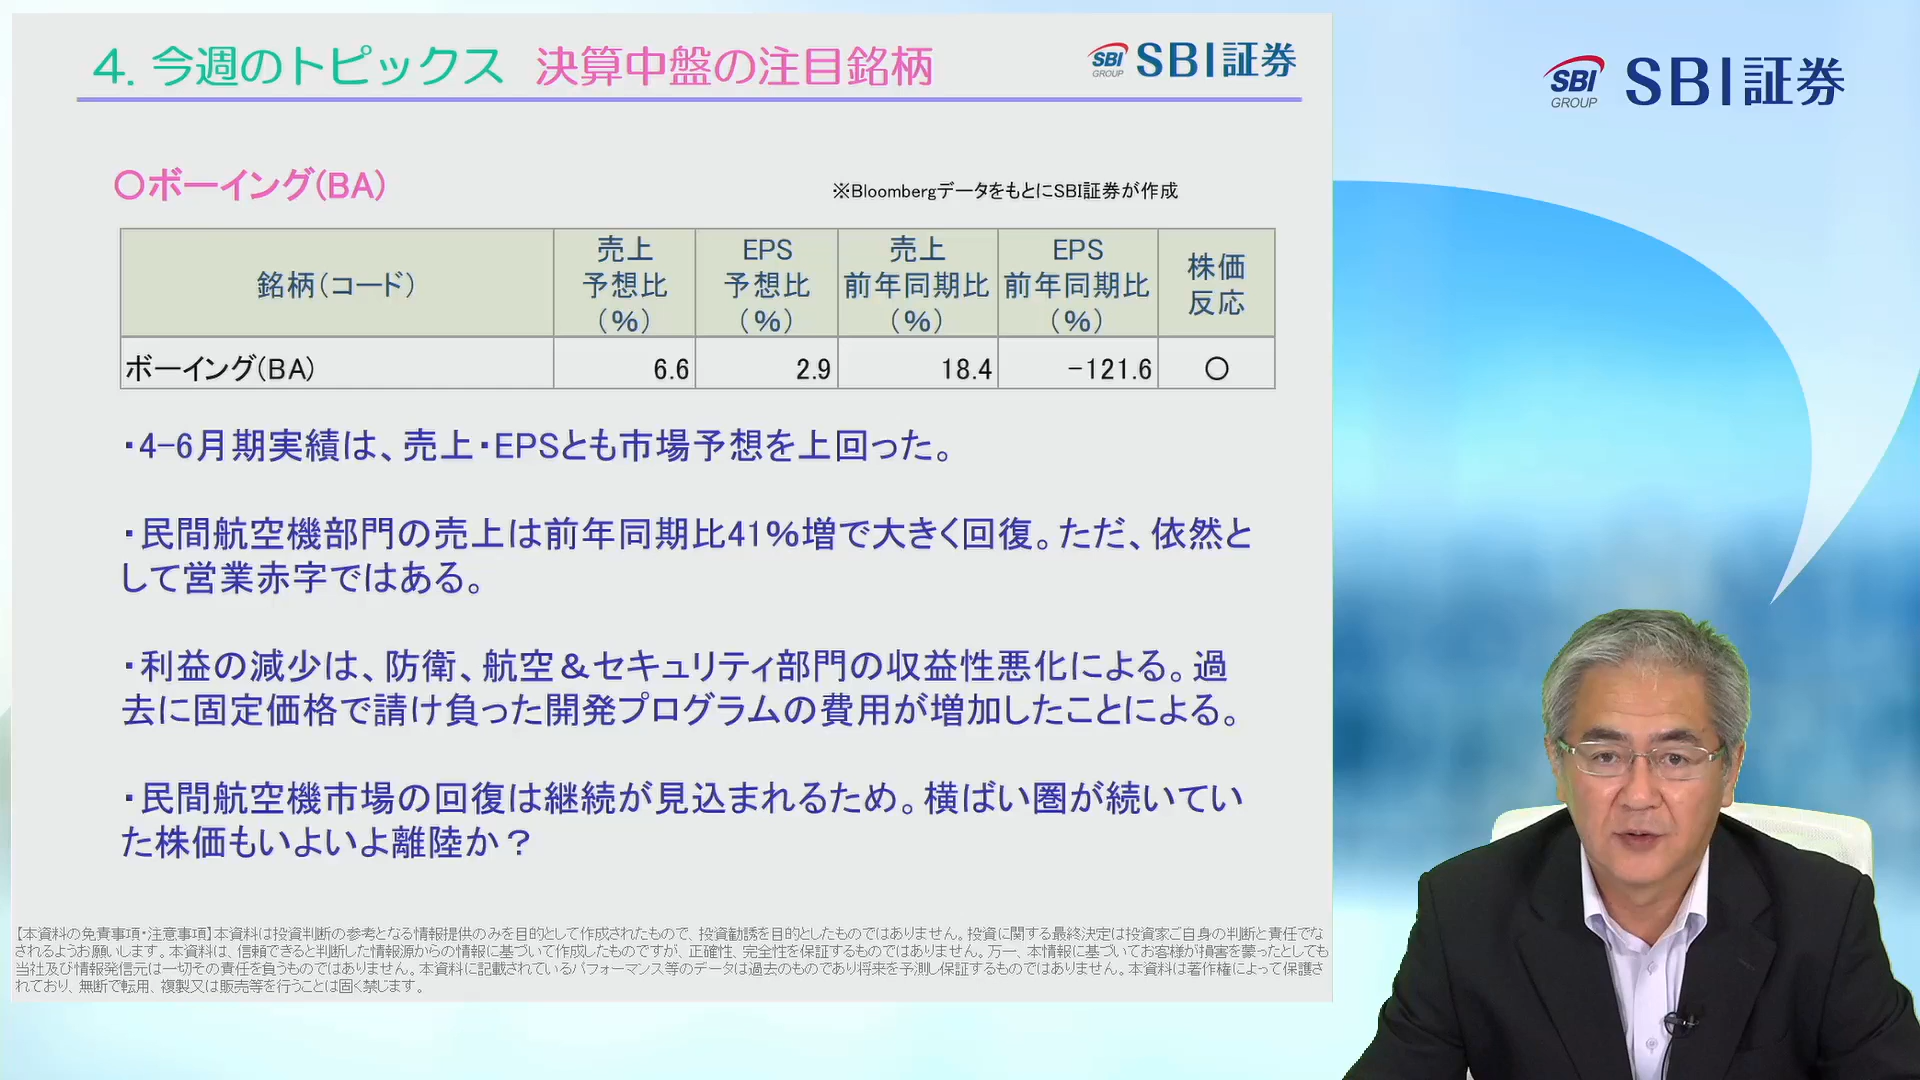 4. 今週のトピックス 決算中盤の注目銘柄
SBI GROUP SBI証券
SBI GROUP SBI証券
〇ボーイング(BA)
※BloombergデータをもとにSBI証券が作成
銘柄(コード) 売上予想比(%) EPS予想比(%) 売上前年同期比(%) EPS前年同期比(%) 株価反応
ボーイング(BA) 6.6 2.9 18.4 -121.6 〇
・4-6月期実績は、売上・EPSとも市場予想を上回った。
・民間航空機部門の売上は前年同期比41%増で大きく回復。ただ、依然と
して営業赤字ではある。
・利益の減少は、防衛、航空&セキュリティ部門の収益性悪化による。過
去に固定価格で請け負った開発プログラムの費用が増加したことによる。
・民間航空機市場の回復は継続が見込まれるため。横ばい圏が続いてい
た株価もいよいよ離陸か?
【本資料の免責事項・注意事項】本資料は投資判断の参考となる情報提供のみを目的として作成されたもので、投資勧誘を目的としたものではありません。投資に関する最終決定は投資家ご自身の判断と責任でな
されるようお願いします。本資料は、信頼できると判断した情報源からの情報に基づいて作成したものですが、正確性、完全性を保証するものではありません。万一、本情報に基づいてお客様が損害を蒙ったとしても
当社及び情報発信元は一切その責任を負うものではありません。本資料に記載されているパフォーマンス等のデータは過去のものであり将来を予測し保証するものではありません。本資料は著作権によって保護さ
れており、無断で転用、複製又は販売等を行うことは固く禁じます。